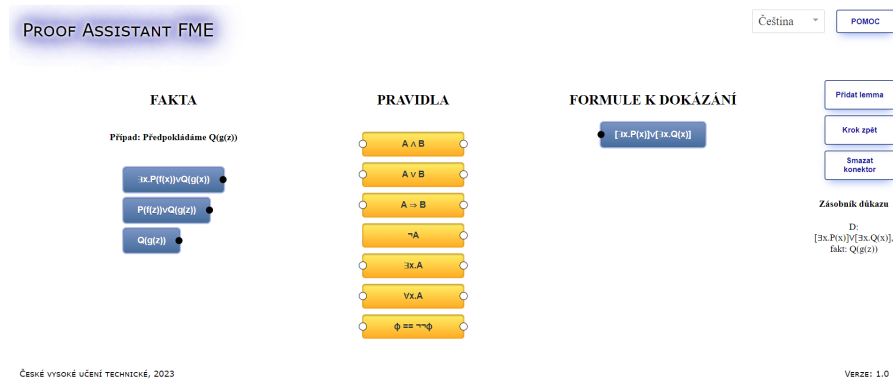 PROOF ASSISTANT FME
Čeština
POMOC
FAKTA
PRAVIDLA
FORMULE K DOKÁZÁNÍ
Případ: Předpokládáme Q(g(z))
∃x.P(f(x))∨Q(g(x))
P(f(z))∨Q(g(z))
Q(g(z))
A ∧ B
A ∨ B
A ⇒ B
¬A
∃x.A
∀x.A
ϕ == ¬¬ϕ
[∃x.P(x)]∨[∃x.Q(x)]
Přidat lemma
Krok zpět
Smazat
konektor
Zásobník důkazu
D:
[∃x.P(x)]∨[∃x.Q(x)],
fakt: Q(g(z))
ČESKÉ VYSOKÉ UČENÍ TECHNICKÉ, 2023
VERZE: 1.0